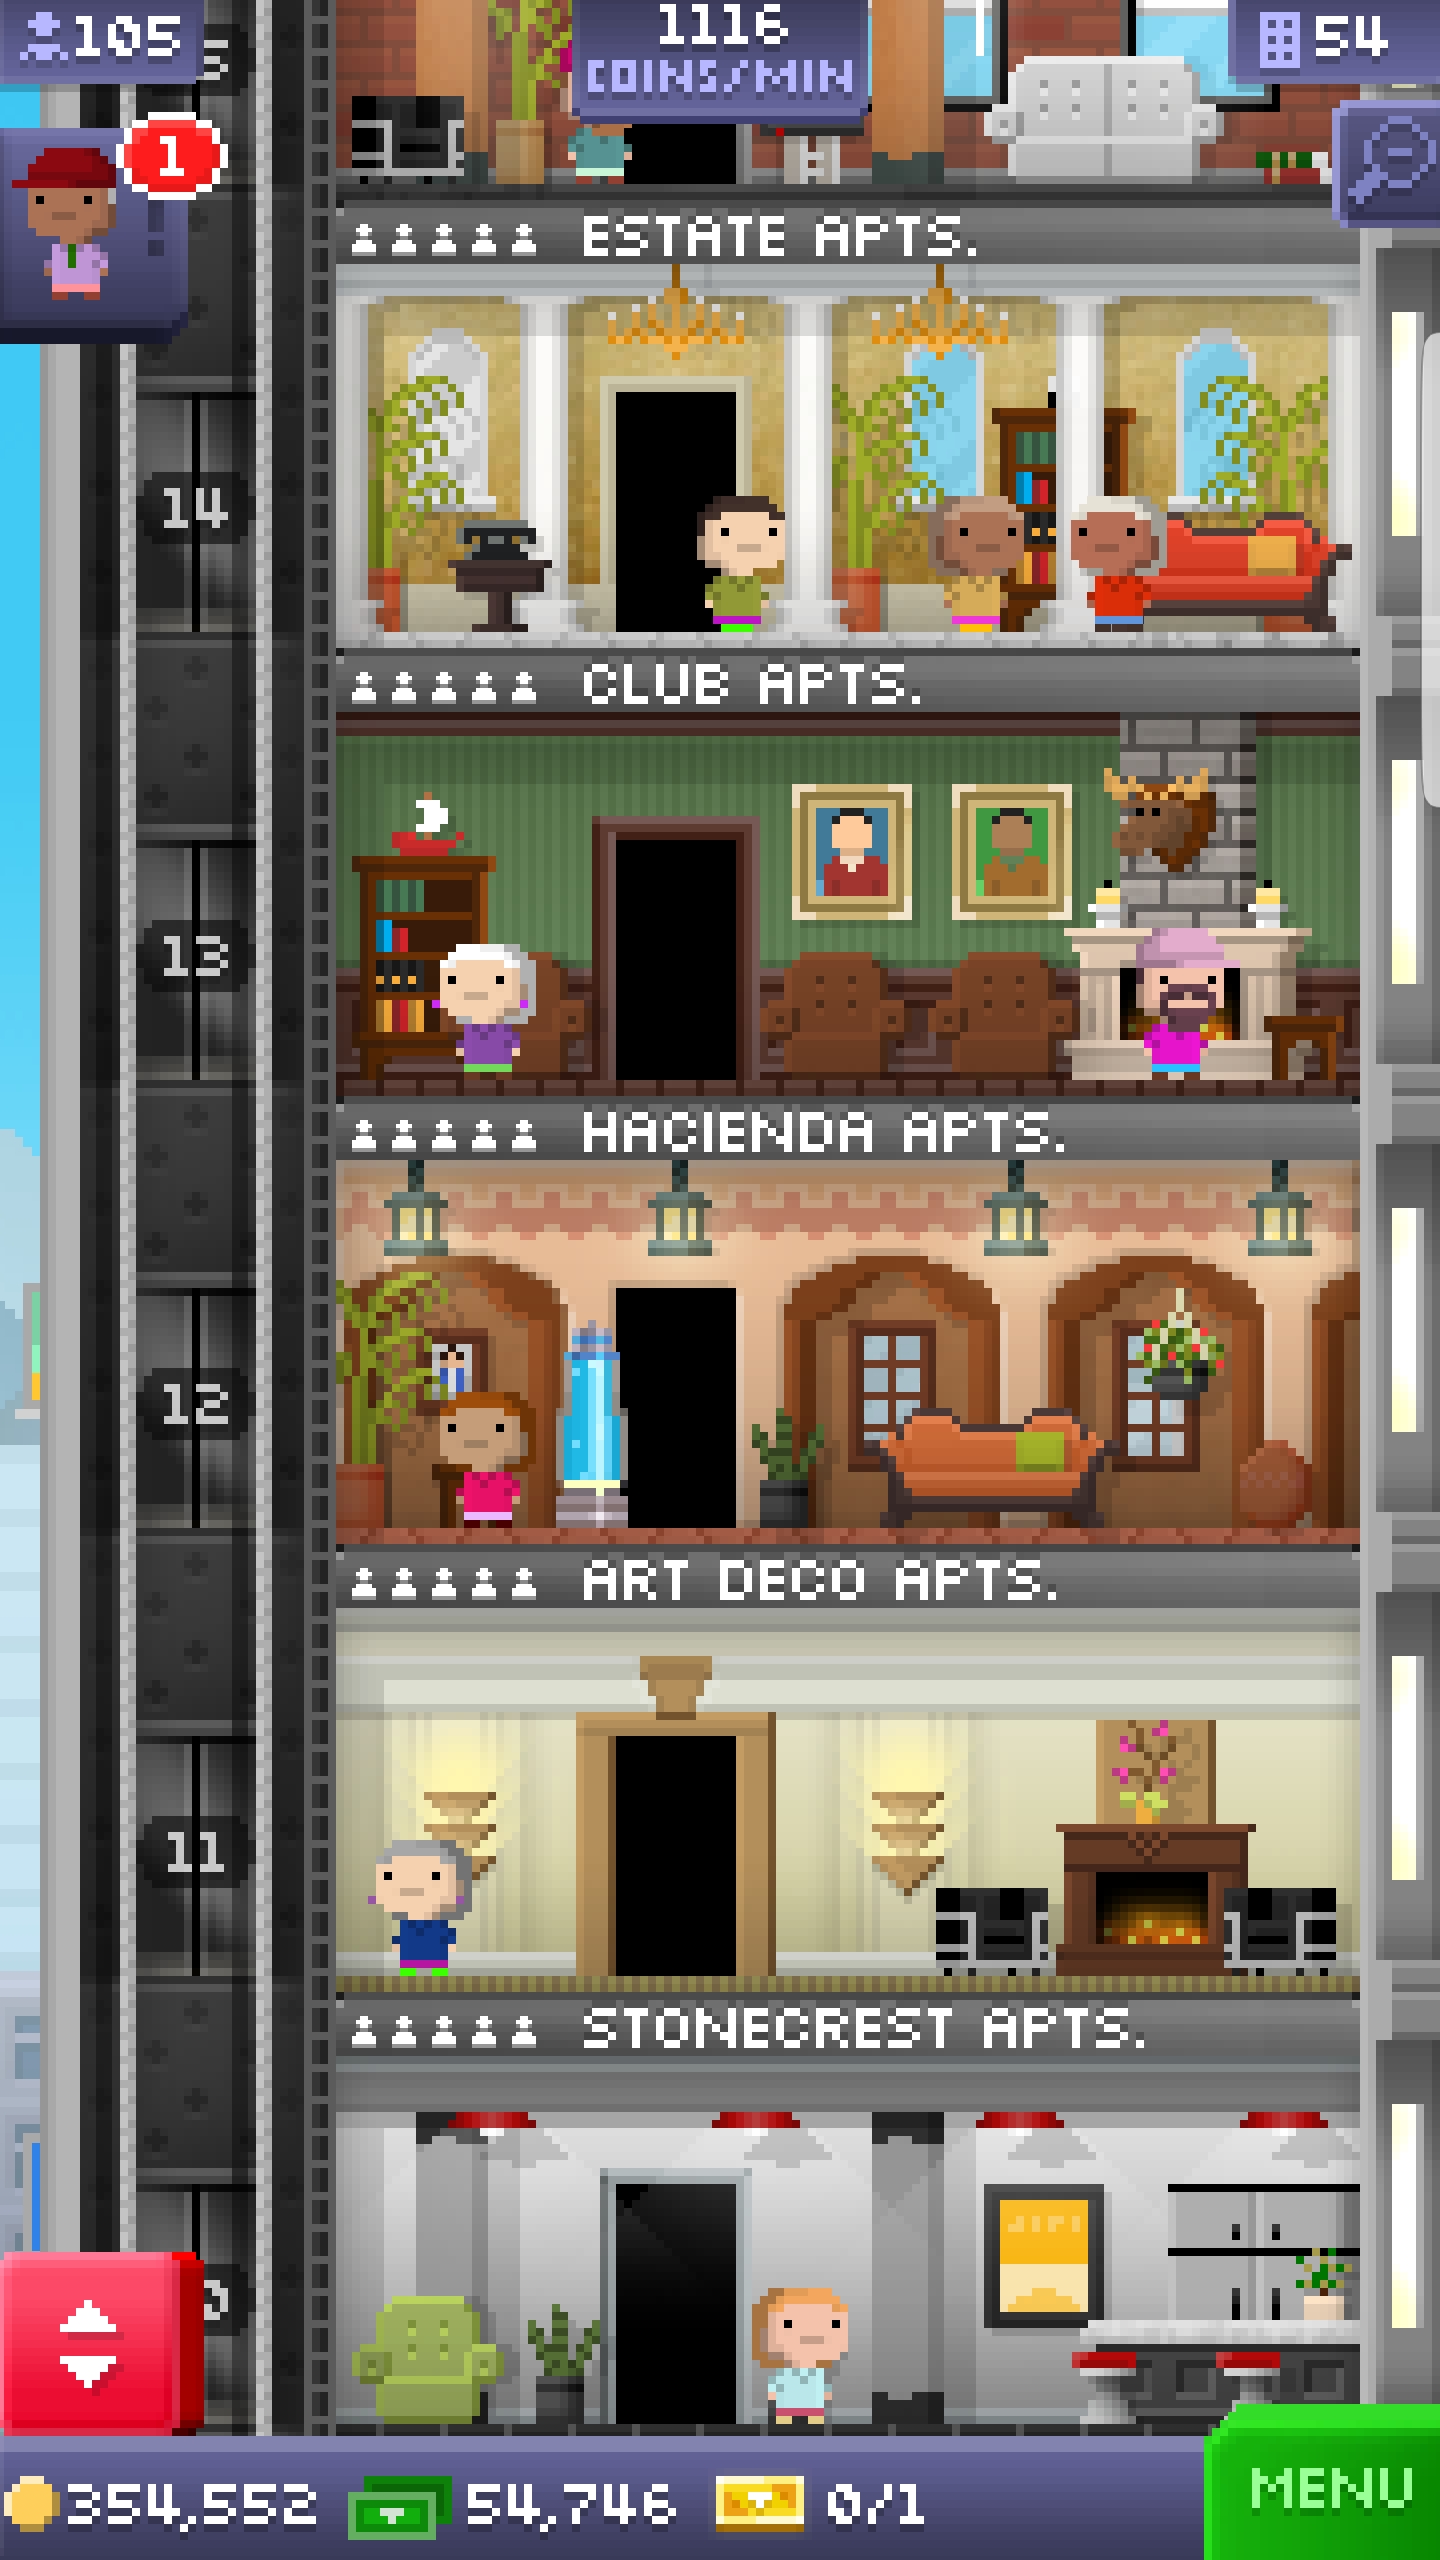 105
1116
COINS/MIN
54
1
ESTATE APTS.
14
CLUB APTS.
13
HACIENDA APTS.
12
ART DECO APTS.
11
STONECREST APTS.
354,552
54,746
0/1
MENU